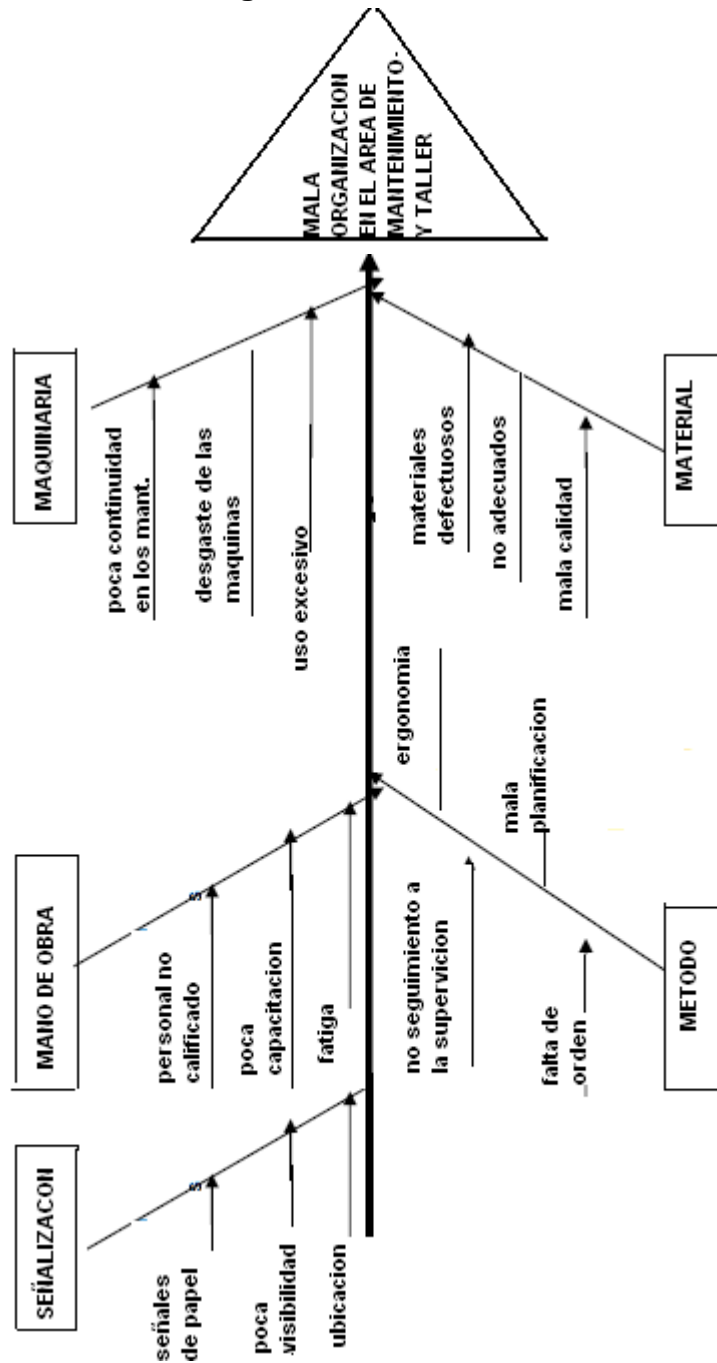 MALA
ORGANIZACION
EN EL AREA DE
MANTENIMIMIENTO-
Y TALLER
SEÑALIZACON
MANO DE OBRA
MAQUINARIA
señales
de papel
poca
visibilidad
ubicacion
personal no
calificado
poca
capacitacion
fatiga
poca continuidad
en los mant.
desgaste de las
maquinas
uso excesivo
no seguimiento a
la supervicion
falta de
orden
ergonomia
mala
planificacion
materiales
defectuosos
no adecuados
mala calidad
METODO
MATERIAL